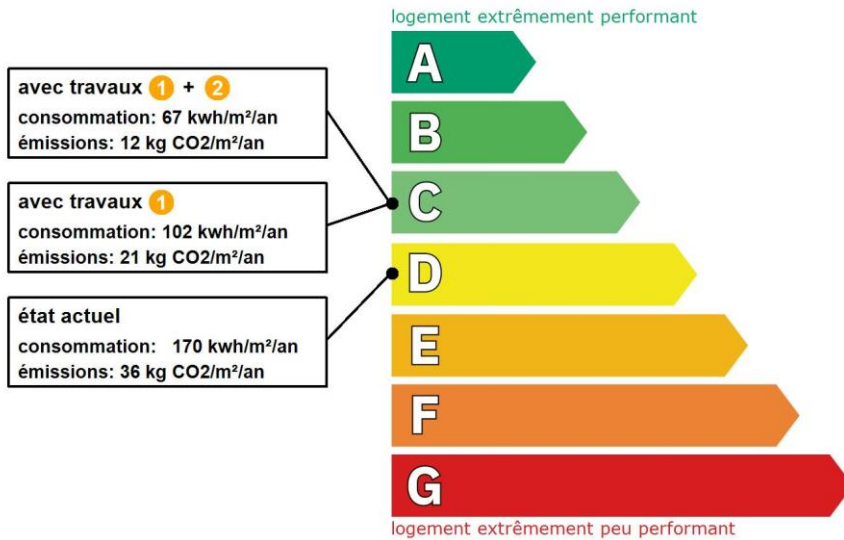 logement extrêmement performant
A
avec travaux 1 + 2
consommation: 67 kwh/m²/an
émissions: 12 kg CO2/m²/an
B
avec travaux 1
consommation: 102 kwh/m²/an
émissions: 21 kg CO2/m²/an
C
D
état actuel
consommation: 170 kwh/m²/an
émissions: 36 kg CO2/m²/an
E
F
G
logement extrêmement peu performant